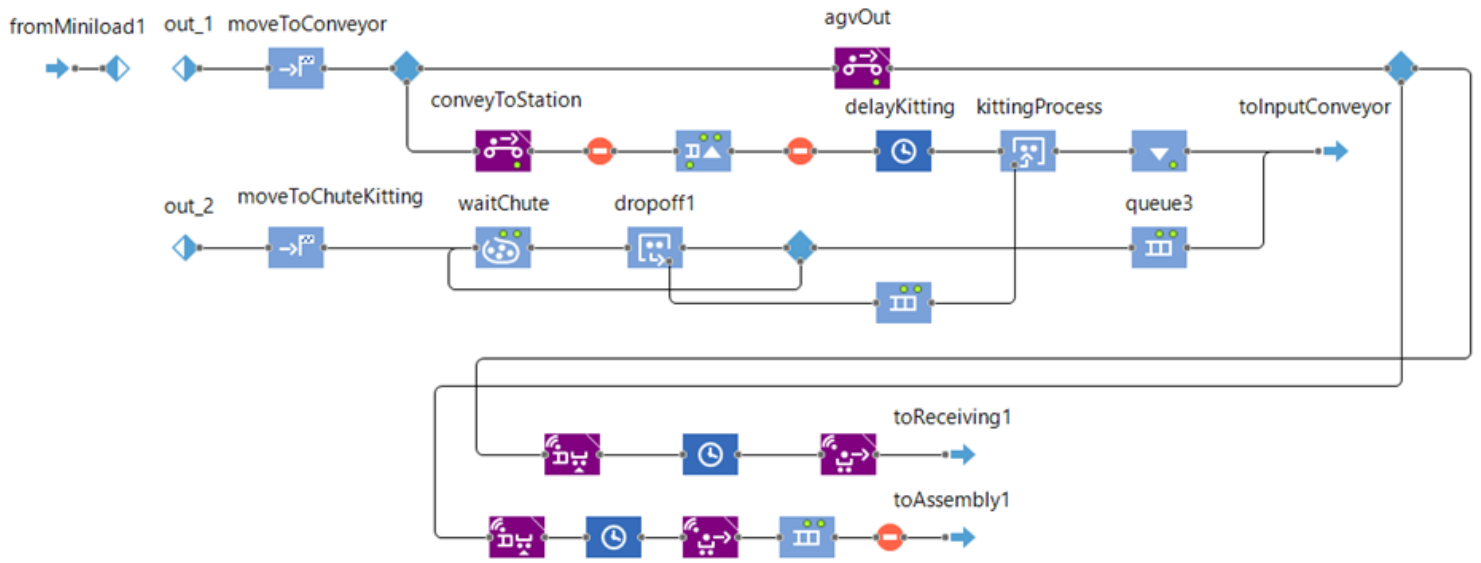 agvOut
fromMiniload1 out_1 moveToConveyor
conveyToStation delayKitting kittingProcess toInputConveyor
out_2 moveToChuteKitting waitChute dropoff1 queue3
toReceiving1
toAssembly1